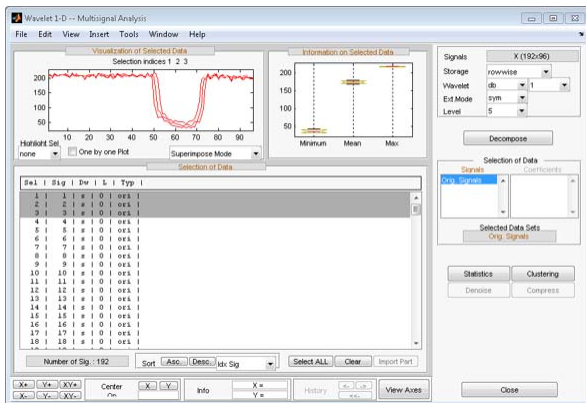 Wavelet 1-D -- Multisignal Analysis
File Edit View Insert Tools Window Help
Visualization of Selected Data
Selection indices 1 2 3
200
150
100
50
10 20 30 40 50 60 70 80 90
Highlight Sel
none
One by one Plot
Superimpose Mode
Information on Selected Data
200
150
100
50
Minimum Mean Max
Selection of Data
Sel | Sig | Dw | L | Typ |
1 | 1 | s | 0 | ori |
2 | 2 | s | 0 | ori |
3 | 3 | s | 0 | ori |
4 | 4 | s | 0 | ori |
5 | 5 | s | 0 | ori |
6 | 6 | s | 0 | ori |
7 | 7 | s | 0 | ori |
8 | 8 | s | 0 | ori |
9 | 9 | s | 0 | ori |
10 | 10 | s | 0 | ori |
11 | 11 | s | 0 | ori |
12 | 12 | s | 0 | ori |
13 | 13 | s | 0 | ori |
14 | 14 | s | 0 | ori |
15 | 15 | s | 0 | ori |
16 | 16 | s | 0 | ori |
17 | 17 | s | 0 | ori |
18 | 18 | s | 0 | ori |
Number of Sig. : 192
Sort Asc. Desc. Idx Sig
Select ALL Clear Import Part
X+ Y+ XY+
X- Y- XY-
Center X Y
On
Info X =
Y =
History <- ->
<<-
View Axes
Signals X (192x96)
Storage rowwise
Wavelet db 1
Ext.Mode sym
Level 5
Decompose
Selection of Data
Signals Coefficients
Orig. Signals
Selected Data Sets
Orig. Signals
Statistics Clustering
Denoise Compress
Close